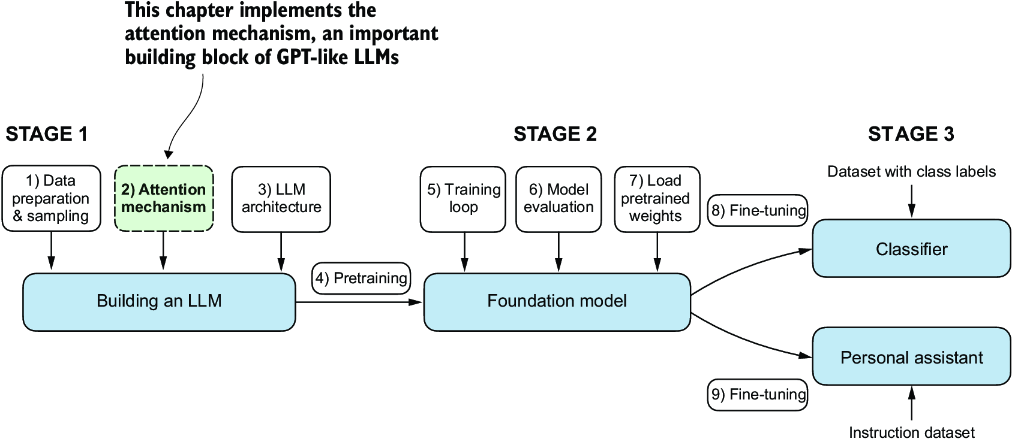 This chapter implements the
attention mechanism, an important
building block of GPT-like LLMs
STAGE 1
STAGE 2
STAGE 3
1) Data
preparation
& sampling
2) Attention
mechanism
3) LLM
architecture
5) Training
loop
6) Model
evaluation
7) Load
pretrained
weights
Dataset with class labels
8) Fine-tuning
Classifier
4) Pretraining
Building an LLM
Foundation model
Personal assistant
9) Fine-tuning
Instruction dataset